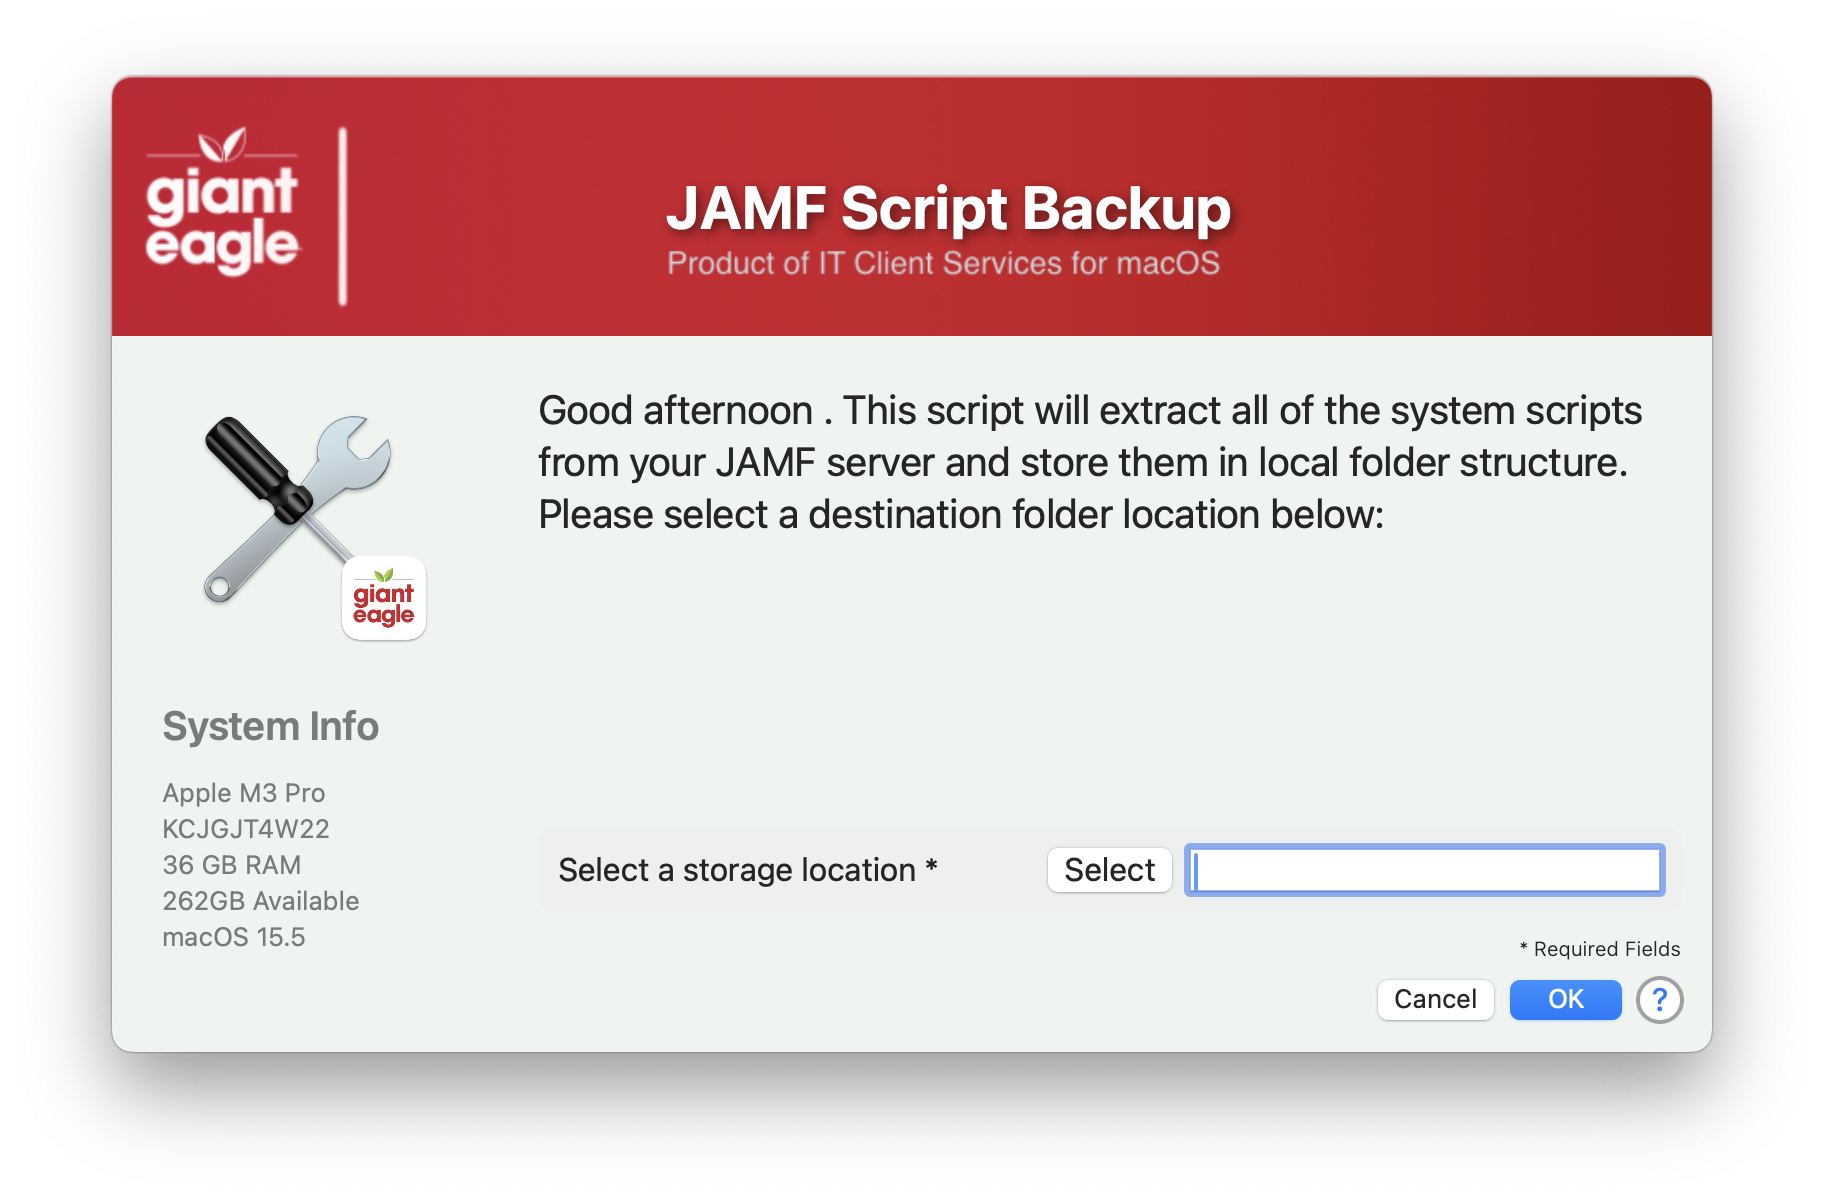 giant
eagle
JAMF Script Backup
Product of IT Client Services for macOS
Good afternoon . This script will extract all of the system scripts
from your JAMF server and store them in local folder structure.
Please select a destination folder location below:
giant
eagle
System Info
Apple M3 Pro
KCJGJT4W22
36 GB RAM
262GB Available
macOS 15.5
Select a storage location * Select
* Required Fields
Cancel OK ?